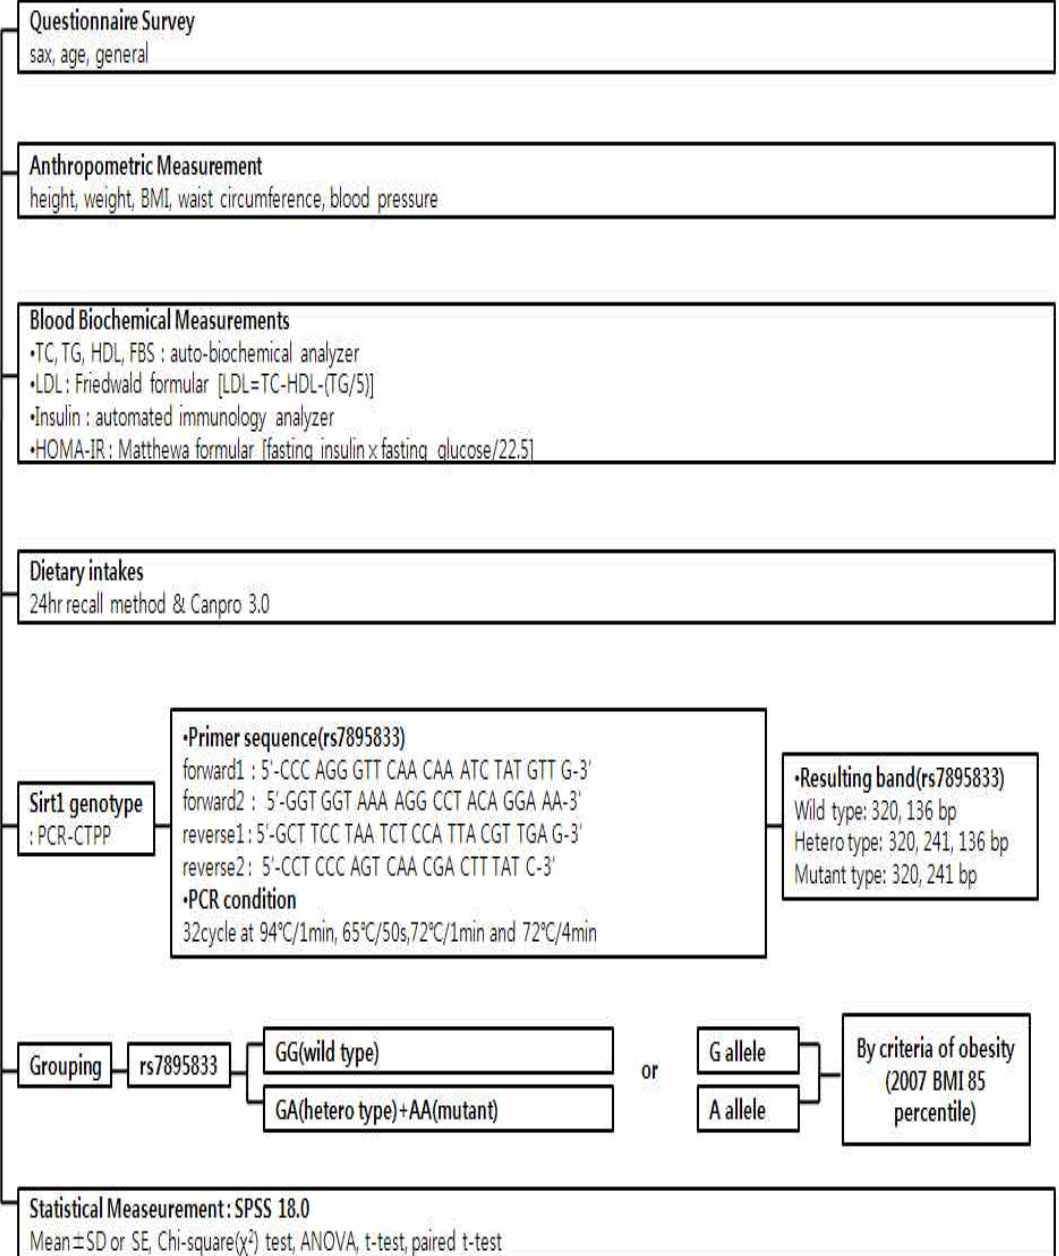 Questionnaire Survey
sax, age, general
Anthropometric Measurement
height, weight, BMI, waist circumference, blood pressure
Blood Biochemical Measurements
•TC, TG, HDL, FBS : auto-biochemical analyzer
•LDL : Friedwald formular [LDL=TC-HDL-(TG/5)]
•Insulin : automated immunology analyzer
•HOMA-IR : Matthewa formular [fasting insulin x fasting glucose/22.5]
Dietary intakes
24hr recall method & Canpro 3.0
Sirt1 genotype
: PCR-CTPP
•Primer sequence(rs7895833)
forward1 : 5'-CCC AGG GTT CAA CAA ATC TAT GTT G-3'
forward2 : 5'-GGT GGT AAA AGG CCT ACA GGA AA-3'
reverse1 : 5'-GCT TCC TAA TCT CCA TTA CGT TGA G-3'
reverse2 : 5'-CCT CCC AGT CAA CGA CTT TAT C-3'
•PCR condition
32cycle at 94℃/1min, 65℃/50s,72℃/1min and 72℃/4min
•Resulting band(rs7895833)
Wild type: 320, 136 bp
Hetero type: 320, 241, 136 bp
Mutant type: 320, 241 bp
Grouping
rs7895833
GG(wild type)
GA(hetero type)+AA(mutant)
or
G allele
A allele
By criteria of obesity
(2007 BMI 85
percentile)
Statistical Measeurement : SPSS 18.0
Mean±SD or SE, Chi-square(χ²) test, ANOVA, t-test, paired t-test